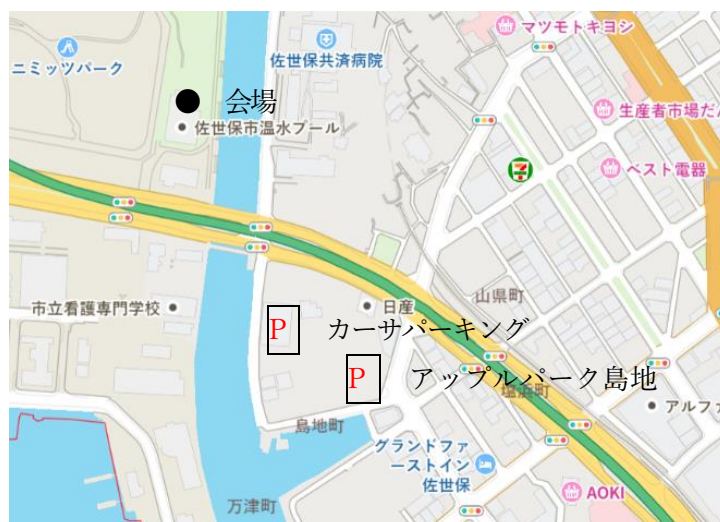 マツモトキヨシ
佐世保共済病院
ニミッツパーク
会場
佐世保市温水プール
生産者市場だん
ベスト電器
山県町
市立看護専門学校
日産
P カーサパーキング
P アップルパーク島地
塩浜町
アルファ
島地町
グランドファ
ーストイン
佐世保
AOKI
万津町